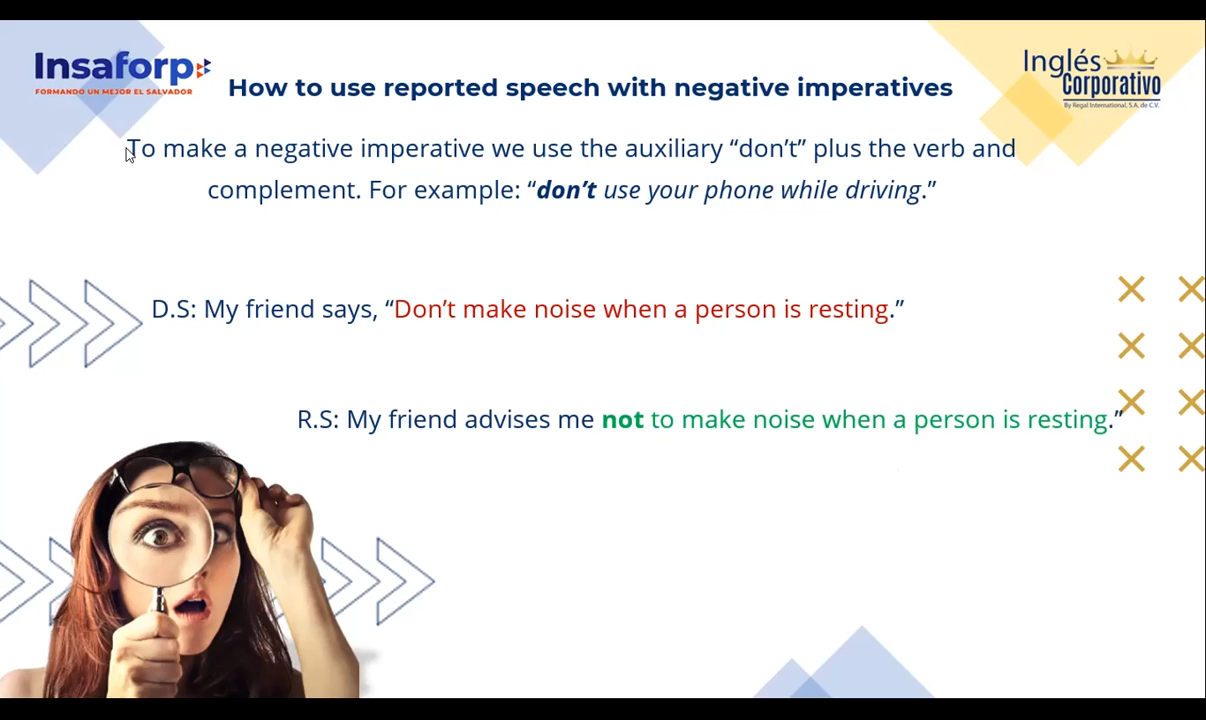 Insaforp
FORMANDO UN MEJOR EL SALVADOR
Inglés
Corporativo
By Regal International, S.A. de C.V.
How to use reported speech with negative imperatives
To make a negative imperative we use the auxiliary “don’t” plus the verb and
complement. For example: “don’t use your phone while driving.”
D.S: My friend says, “Don’t make noise when a person is resting.”
R.S: My friend advises me not to make noise when a person is resting.”